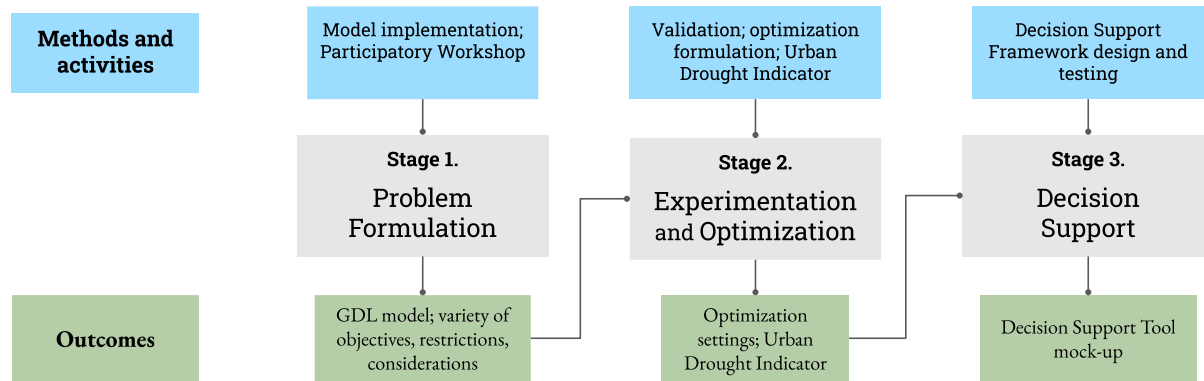 Methods and
activities
Model implementation;
Participatory Workshop
Validation; optimization
formulation; Urban
Drought Indicator
Decision Support
Framework design and
testing
Stage 1.
Problem
Formulation
Stage 2.
Experimentation
and Optimization
Stage 3.
Decision
Support
Outcomes
GDL model; variety of
objectives, restrictions,
considerations
Optimization
settings; Urban
Drought Indicator
Decision Support Tool
mock-up